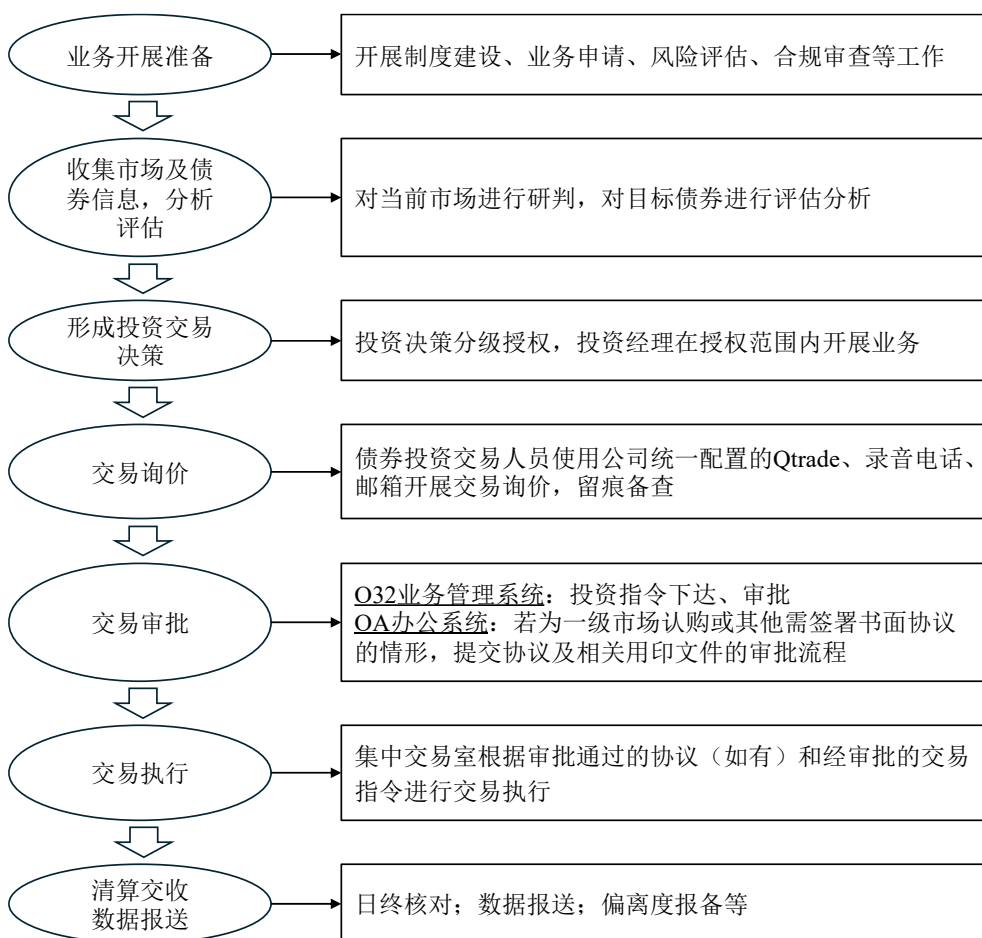 业务开展准备
开展制度建设、业务申请、风险评估、合规审查等工作
收集市场及债
券信息，分析
评估
对当前市场进行研判，对目标债券进行评估分析
形成投资交易
决策
投资决策分级授权，投资经理在授权范围内开展业务
交易询价
债券投资交易人员使用公司统一配置的Qtrade、录音电话、
邮箱开展交易询价，留痕备查
交易审批
O32业务管理系统：投资指令下达、审批
OA办公系统：若为一级市场认购或其他需签署书面协议
的情形，提交协议及相关用印文件的审批流程
交易执行
集中交易室根据审批通过的协议（如有）和经审批的交易
指令进行交易执行
清算交收
数据报送
日终核对；数据报送；偏离度报备等